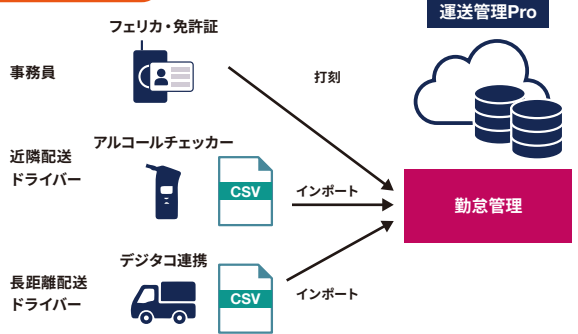 運送管理Pro
フェリカ・免許証
事務員
打刻
アルコールチェッカー
近隣配送
ドライバー
CSV
インポート
勤怠管理
デジタコ連携
長距離配送
ドライバー
CSV
インポート